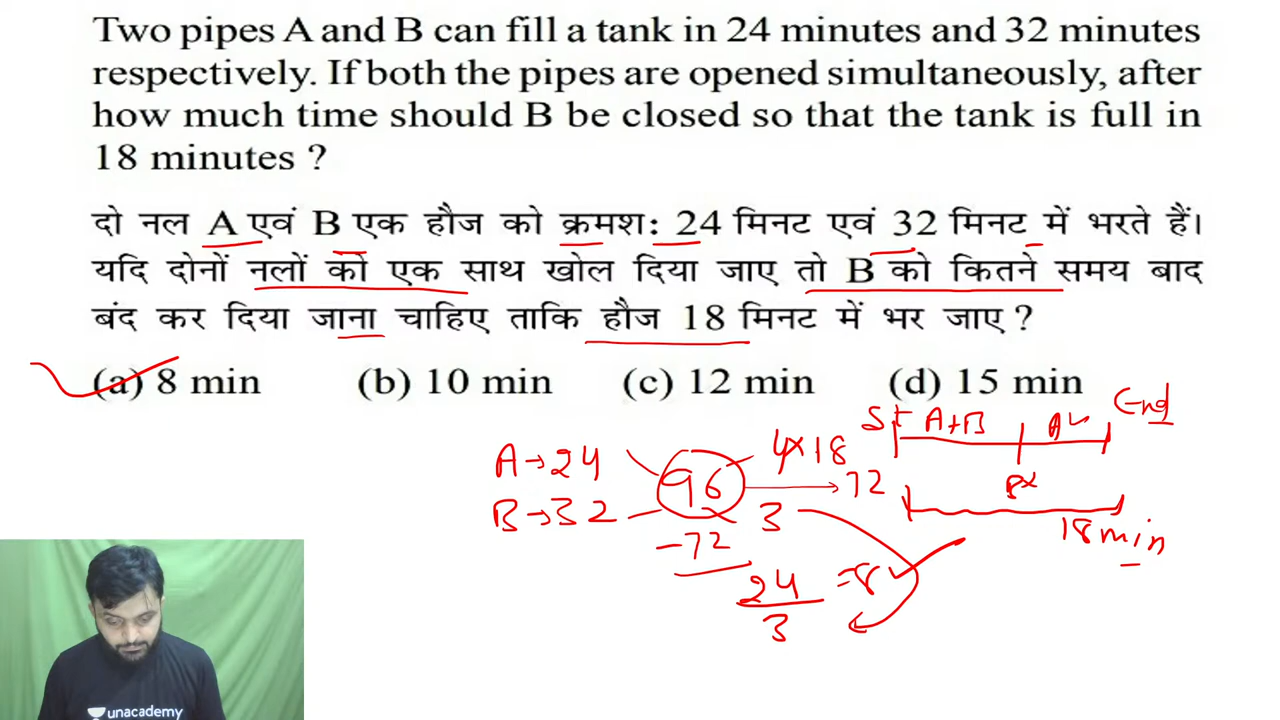 Two pipes A and B can fill a tank in 24 minutes and 32 minutes
respectively. If both the pipes are opened simultaneously, after
how much time should B be closed so that the tank is full in
18 minutes ?
दो नल A एवं B एक हौज को क्रमश: 24 मिनट एवं 32 मिनट में भरते हैं।
यदि दोनों नलों को एक साथ खोल दिया जाए तो B को कितने समय बाद
बंद कर दिया जाना चाहिए ताकि हौज 18 मिनट में भर जाए ?
(a) 8 min (b) 10 min (c) 12 min (d) 15 min
St A+B A End
A→24 96 4×18
72
B→32 3
B×
18 min
-72
24 =8
3
unacademy